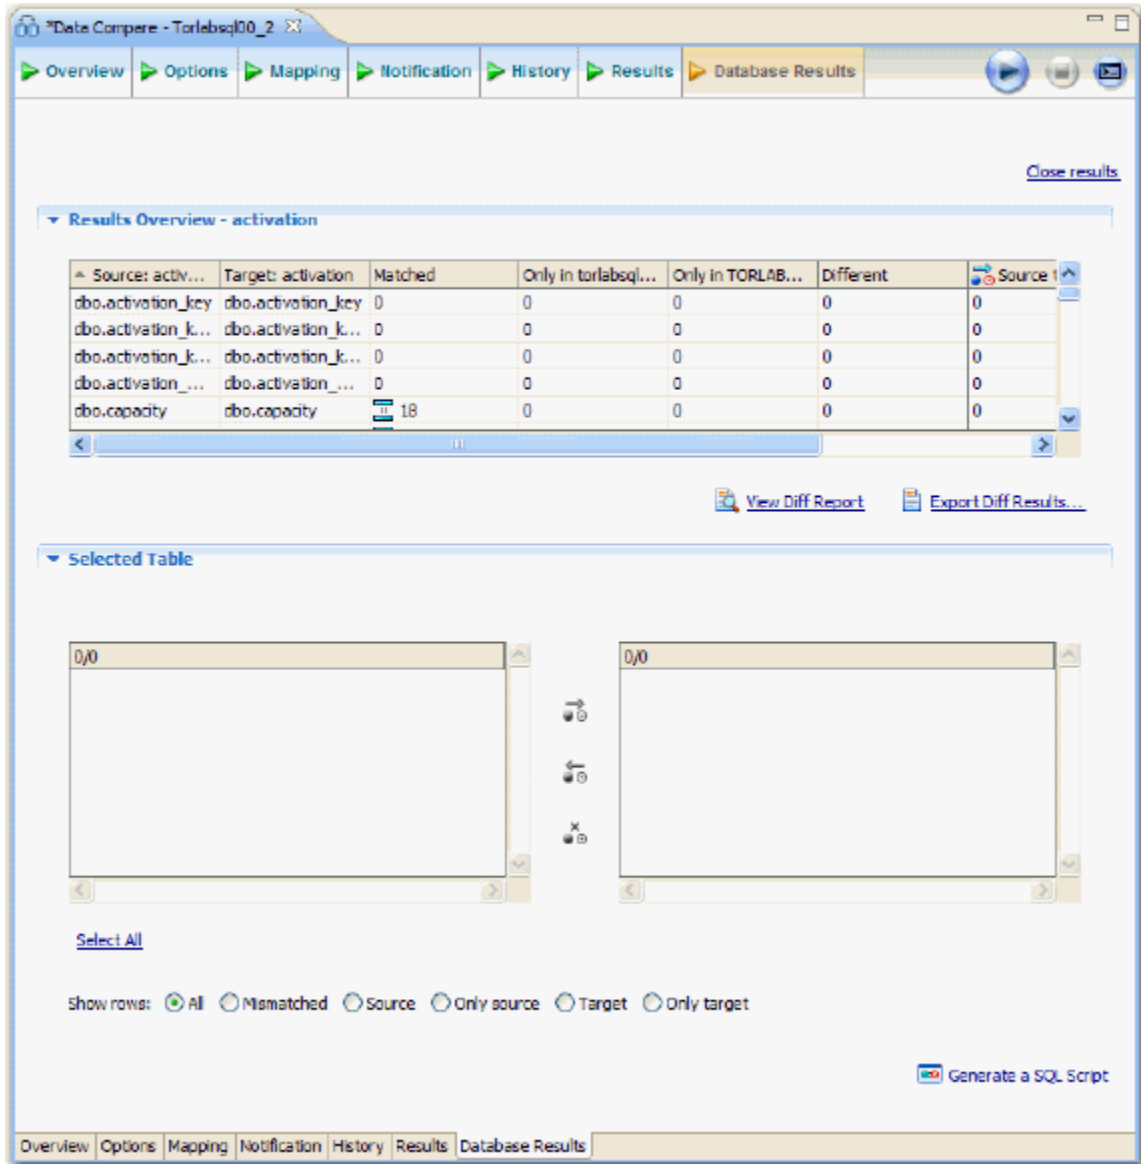 *Data Compare - Torlabsql00_2
Overview Options Mapping Notification History Results Database Results
Close results
Results Overview - activation
Source: activ... Target: activation Matched Only in torlabsql... Only in TORLAB... Different Source t
dbo.activation_key dbo.activation_key 0 0 0 0 0
dbo.activation_k... dbo.activation_k... 0 0 0 0 0
dbo.activation_k... dbo.activation_k... 0 0 0 0 0
dbo.activation_... dbo.activation_... 0 0 0 0 0
dbo.capacity dbo.capacity 18 0 0 0 0
View Diff Report Export Diff Results...
Selected Table
0/0 0/0
Select All
Show rows: All Mismatched Source Only source Target Only target
Generate a SQL Script
Overview Options Mapping Notification History Results Database Results